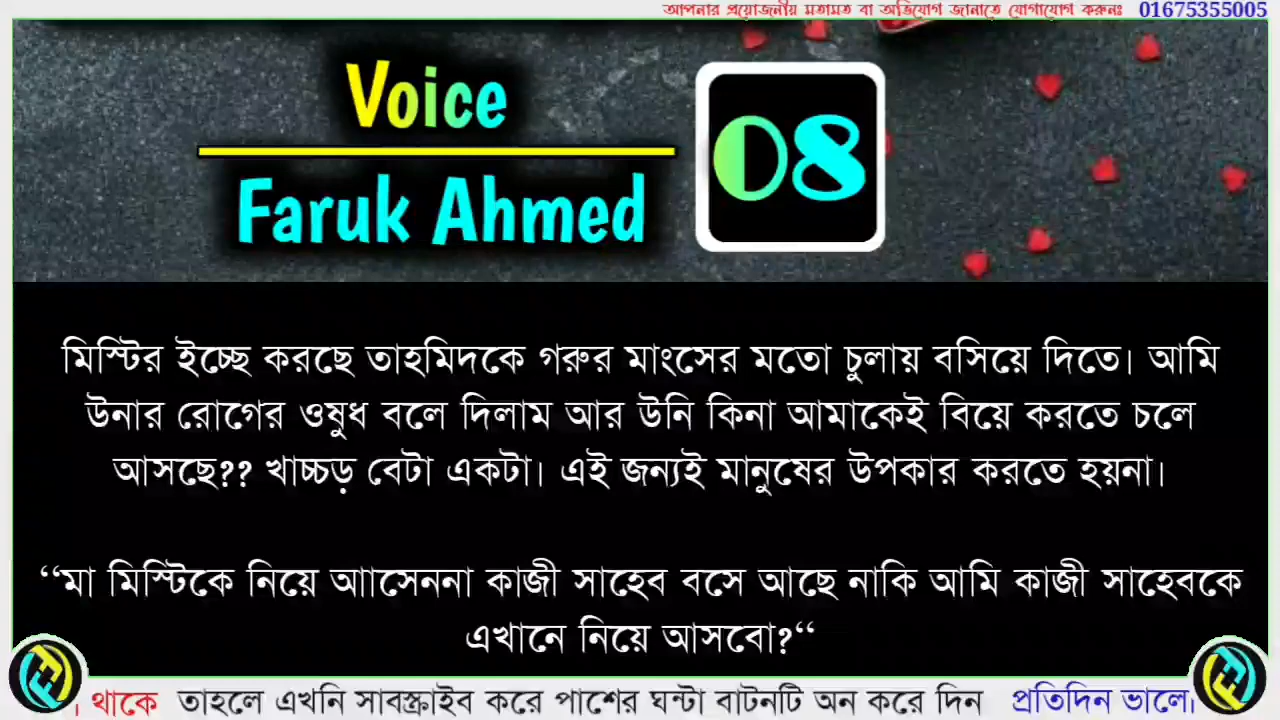 আপনার প্রয়োজনীয় মতামত বা অভিযোগ জানাতে যোগাযোগ করুনঃ 01675355005
Voice
Faruk Ahmed
08
মিস্টির ইচ্ছে করছে তাহমিদকে গরুর মাংসের মতো চুলায় বসিয়ে দিতে। আমি
উনার রোগের ওষুধ বলে দিলাম আর উনি কিনা আমাকেই বিয়ে করতে চলে
আসছে?? খাচ্চড় বেটা একটা। এই জন্যই মানুষের উপকার করতে হয়না।
“মা মিস্টিকে নিয়ে আাসেননা কাজী সাহেব বসে আছে নাকি আমি কাজী সাহেবকে
এখানে নিয়ে আসবো?“
। থাকে তাহলে এখনি সাবস্ক্রাইব করে পাশের ঘন্টা বাটনটি অন করে দিন প্রতিদিন ভালো